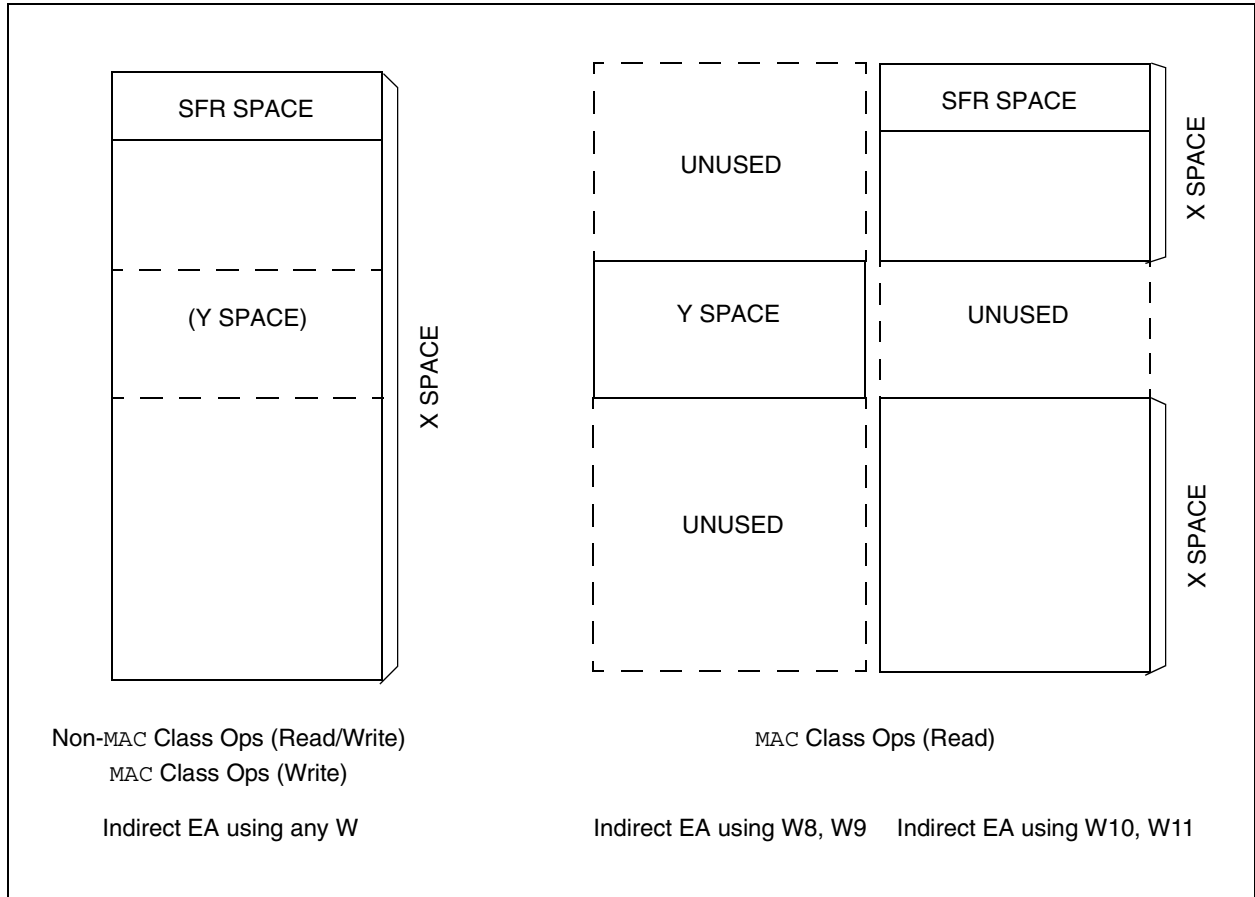 SFR SPACE
(Y SPACE)
X SPACE
UNUSED
Y SPACE
UNUSED
SFR SPACE
UNUSED
X SPACE
X SPACE
Non-MAC Class Ops (Read/Write)
MAC Class Ops (Write)
Indirect EA using any W
MAC Class Ops (Read)
Indirect EA using W8, W9
Indirect EA using W10, W11